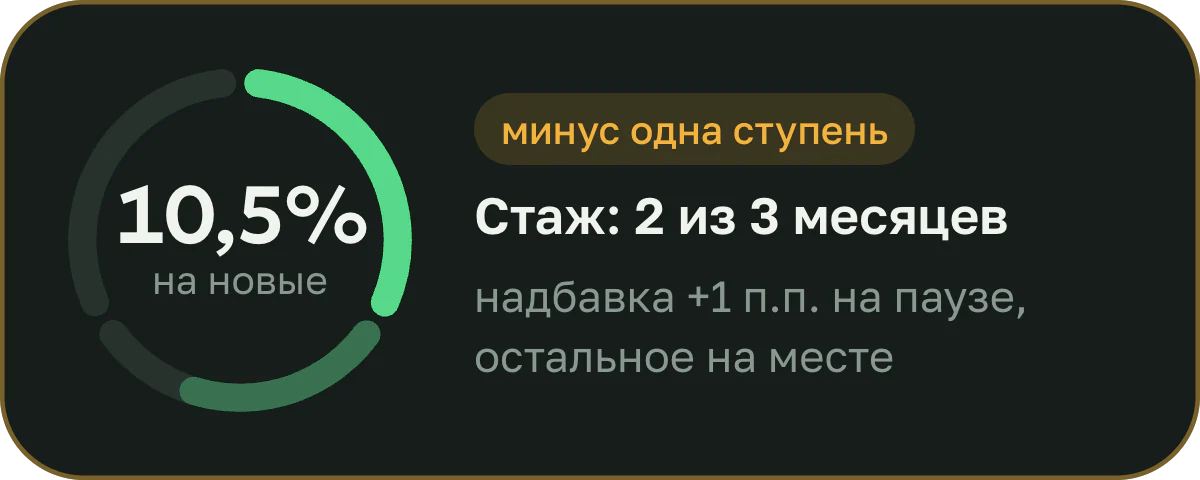 10,5%
на новые
минус одна ступень
Стаж: 2 из 3 месяцев
надбавка +1 п.п. на паузе,
остальное на месте